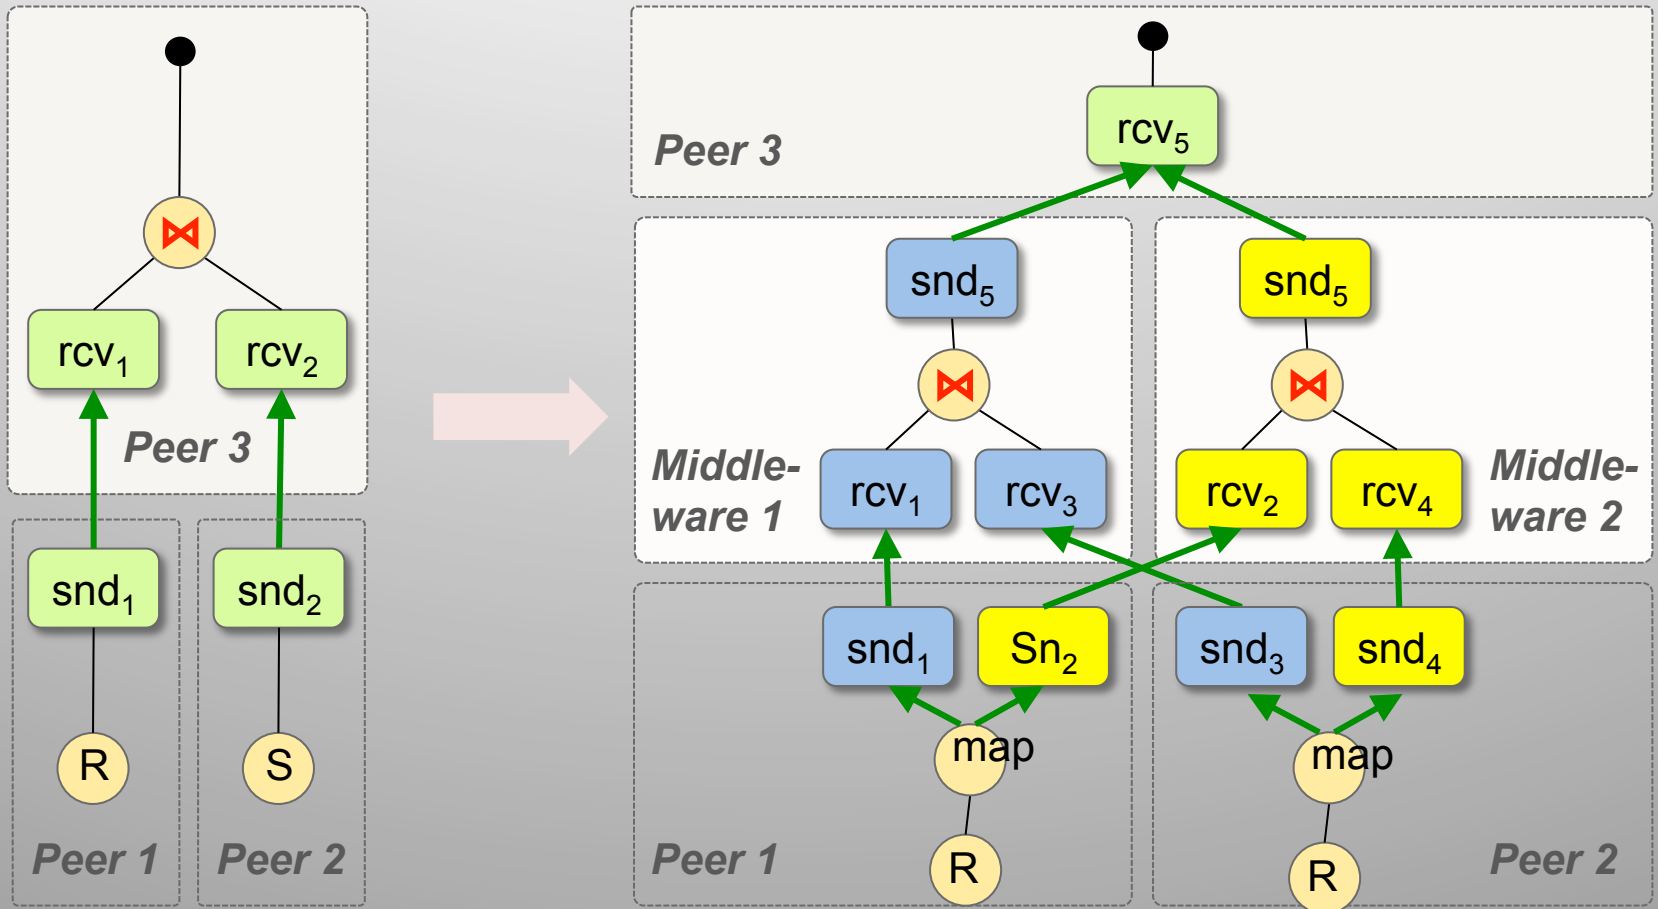 rcv1
rcv2
Peer 3
snd1
snd2
R
S
Peer 1
Peer 2
rcv5
Peer 3
snd5
snd5
Middle-
ware 1
rcv1
rcv3
rcv2
rcv4
Middle-
ware 2
snd1
Sn2
snd3
snd4
map
map
Peer 1
R
R
Peer 2